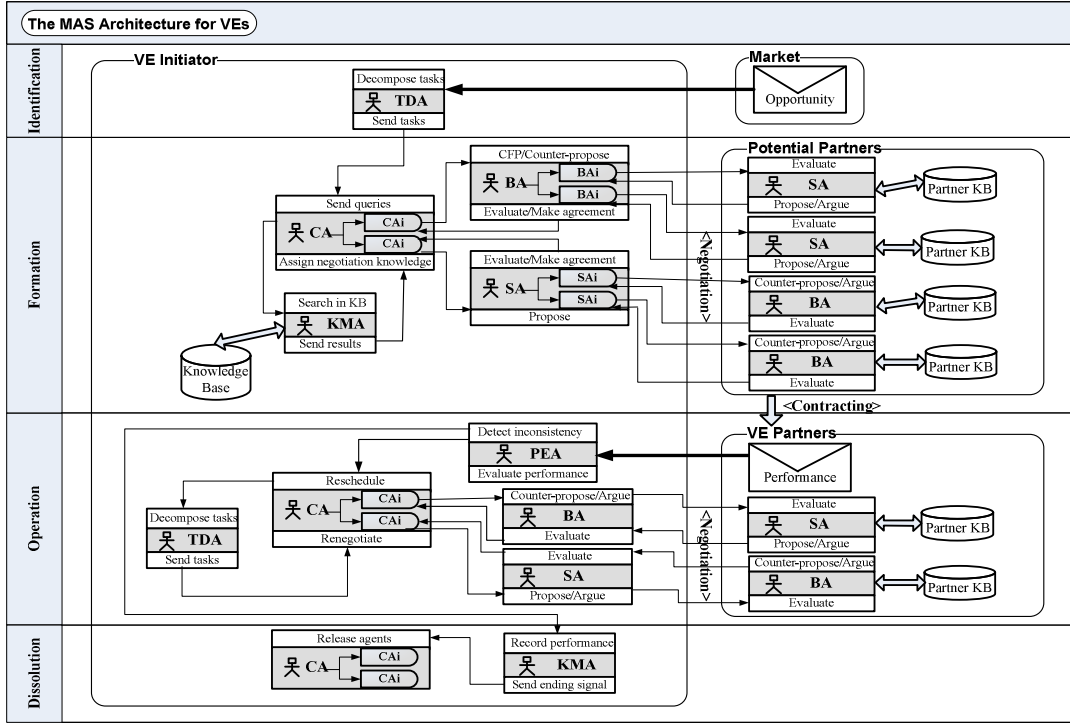 The MAS Architecture for VEs
Identification
VE Initiator
Decompose tasks
TDA
Send tasks
Market
Opportunity
Formation
Send queries
CA
CAi
CAi
Assign negotiation knowledge
Search in KB
KMA
Send results
Knowledge
Base
CFP/Counter-propose
BA
BAi
BAi
Evaluate/Make agreement
Evaluate/Make agreement
SA
SAi
SAi
Propose
<Negotiation>
Potential Partners
Evaluate
SA
Propose/Argue
Partner KB
Evaluate
SA
Propose/Argue
Partner KB
Counter-propose/Argue
BA
Evaluate
Partner KB
Counter-propose/Argue
BA
Evaluate
Partner KB
<Contracting>
Operation
Detect inconsistency
PEA
Evaluate performance
Reschedule
CA
CAi
CAi
Renegotiate
Decompose tasks
TDA
Send tasks
Counter-propose/Argue
BA
Evaluate
Evaluate
SA
Propose/Argue
<Negotiation>
VE Partners
Performance
Evaluate
SA
Propose/Argue
Partner KB
Counter-propose/Argue
BA
Evaluate
Partner KB
Dissolution
Release agents
CA
CAi
CAi
Record performance
KMA
Send ending signal